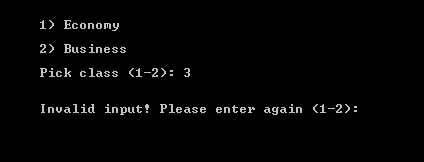 1) Economy
2) Business
Pick class (1-2): 3
Invalid input! Please enter again (1-2):